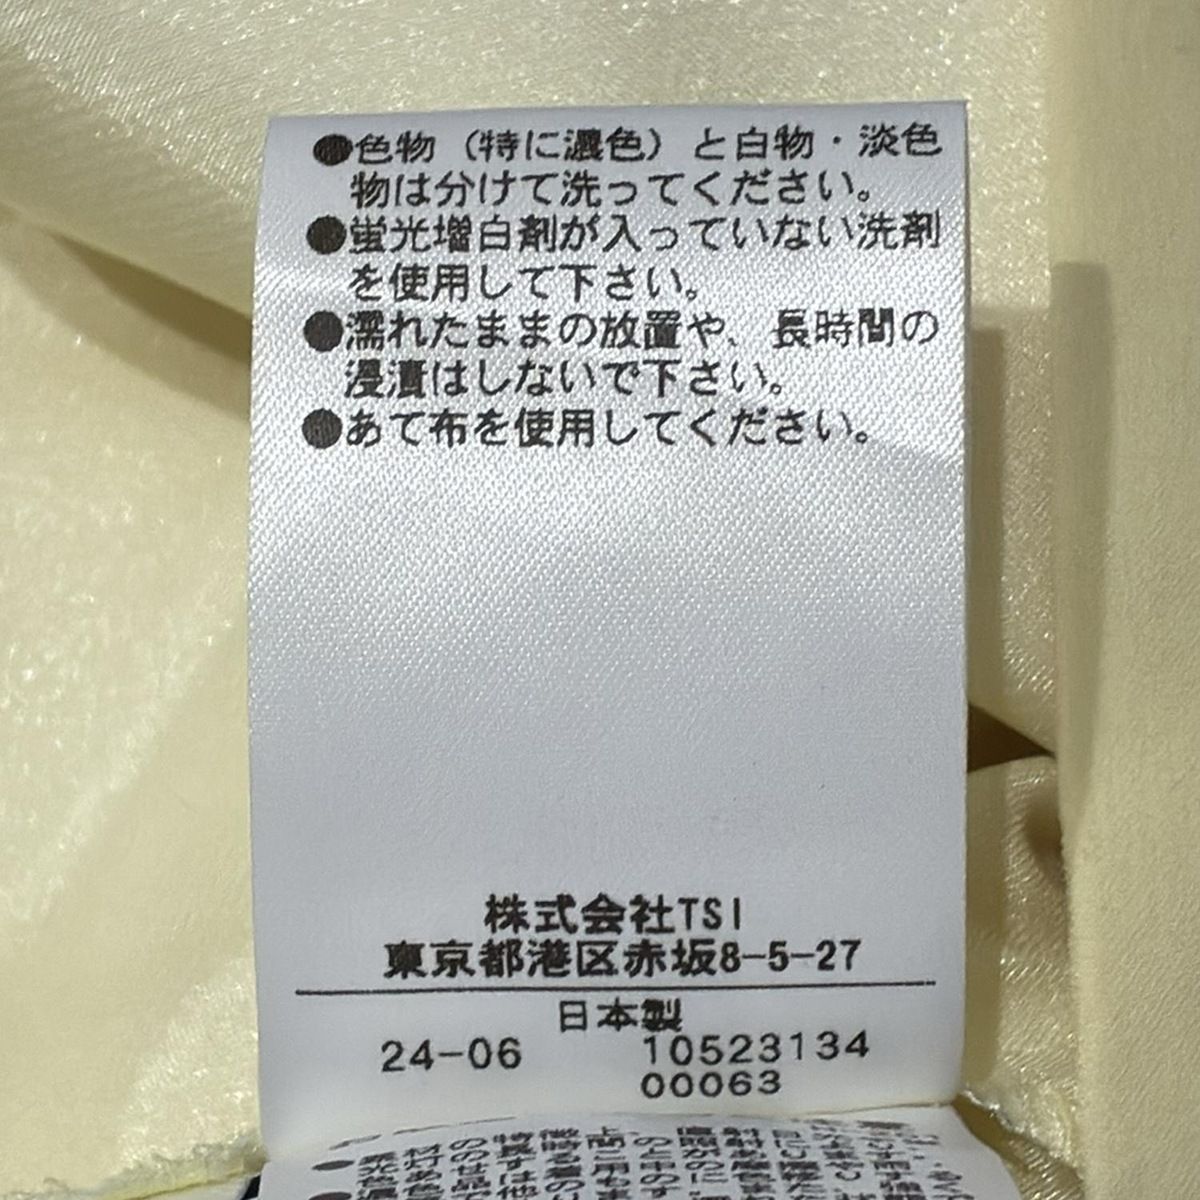 ●色物（特に濃色）と白物・淡色
物は分けて洗ってください。
●蛍光増白剤が入っていない洗剤
を使用して下さい。
●濡れたままの放置や、長時間の
浸漬はしないで下さい。
●あて布を使用してください。
株式会社TSI
東京都港区赤坂8-5-27
日本製
24-06 10523134
00063